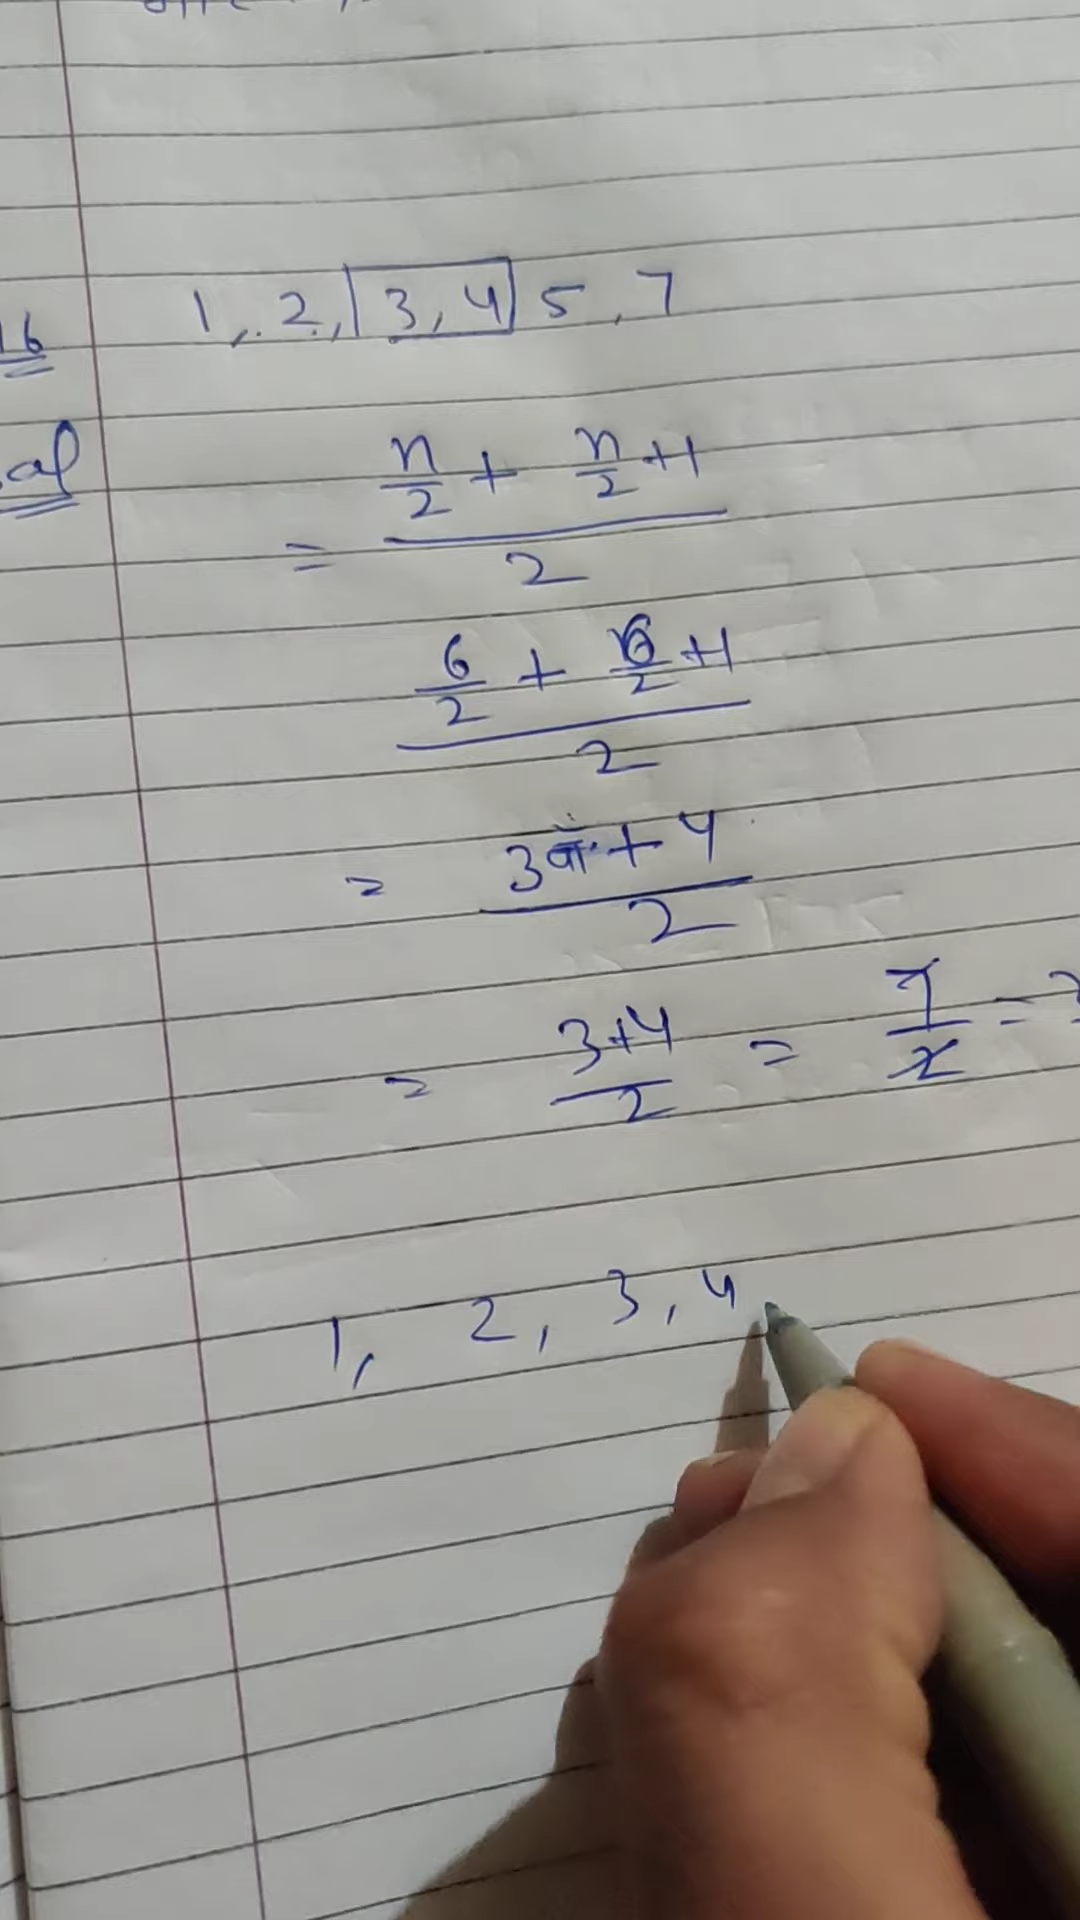 16
1, 2, 3, 4 5, 7
al
= (n/2 + n/2 + 1) / 2
(6/2 + 6/2 + 1) / 2
= (3वाँ + 4) / 2
= (3+4) / 2 = 7/2 =
1, 2, 3, 4